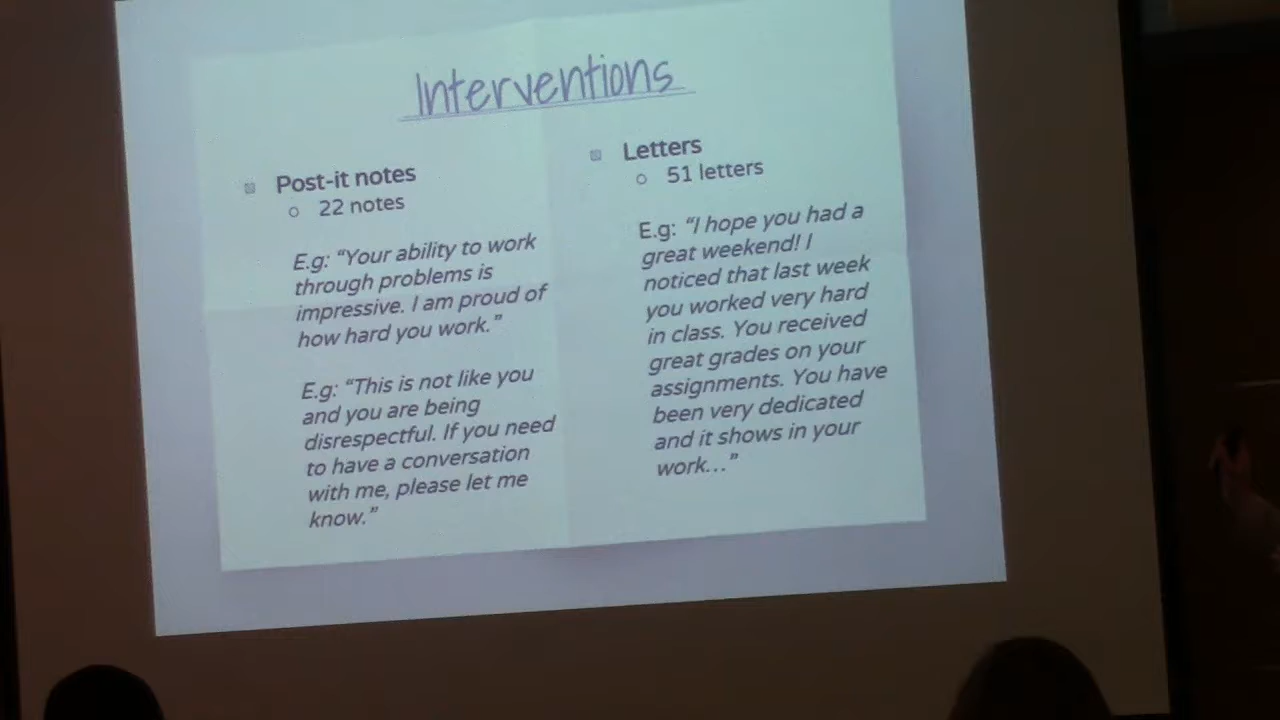 Interventions
Post-it notes
22 notes
E.g: “Your ability to work
through problems is
impressive. I am proud of
how hard you work.”
E.g: “This is not like you
and you are being
disrespectful. If you need
to have a conversation
with me, please let me
know.”
Letters
51 letters
E.g: “I hope you had a
great weekend! I
noticed that last week
you worked very hard
in class. You received
great grades on your
assignments. You have
been very dedicated
and it shows in your
work...”